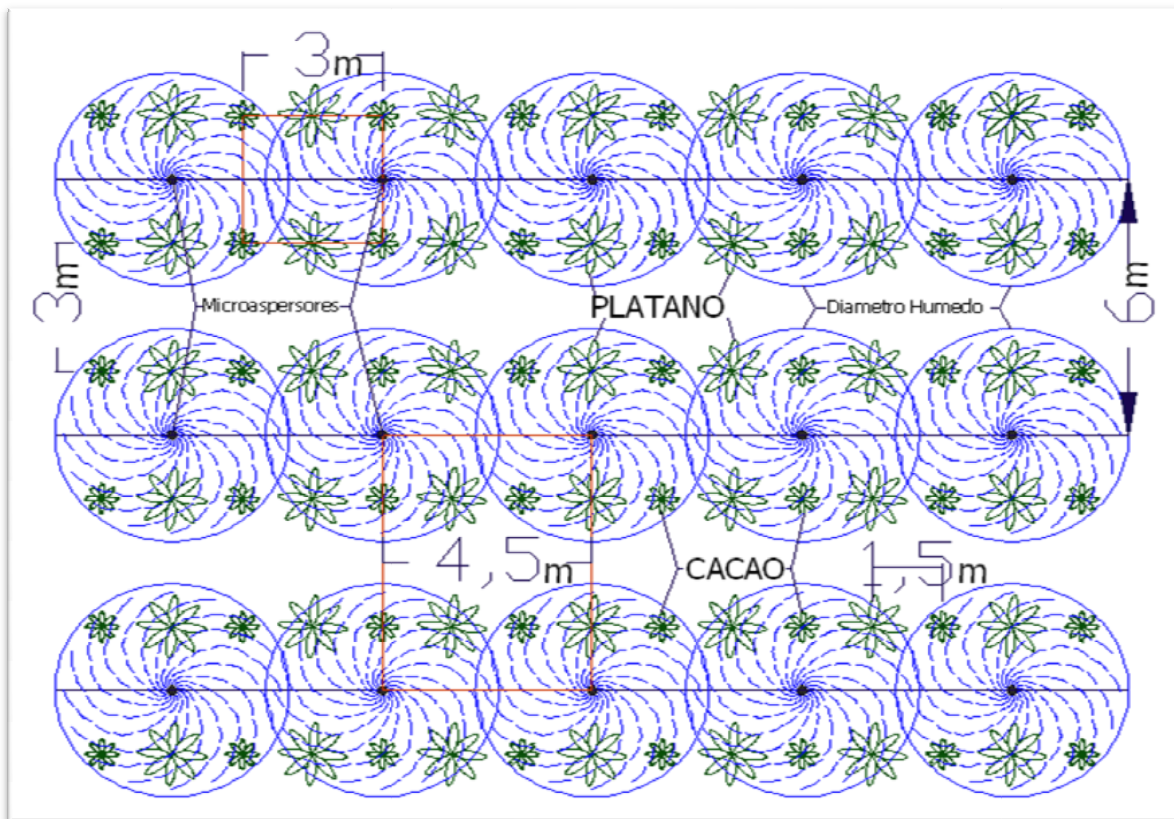 3m
3m
Microaspersores
PLATANO
Diametro Humedo
6m
4,5m
CACAO
1,5m